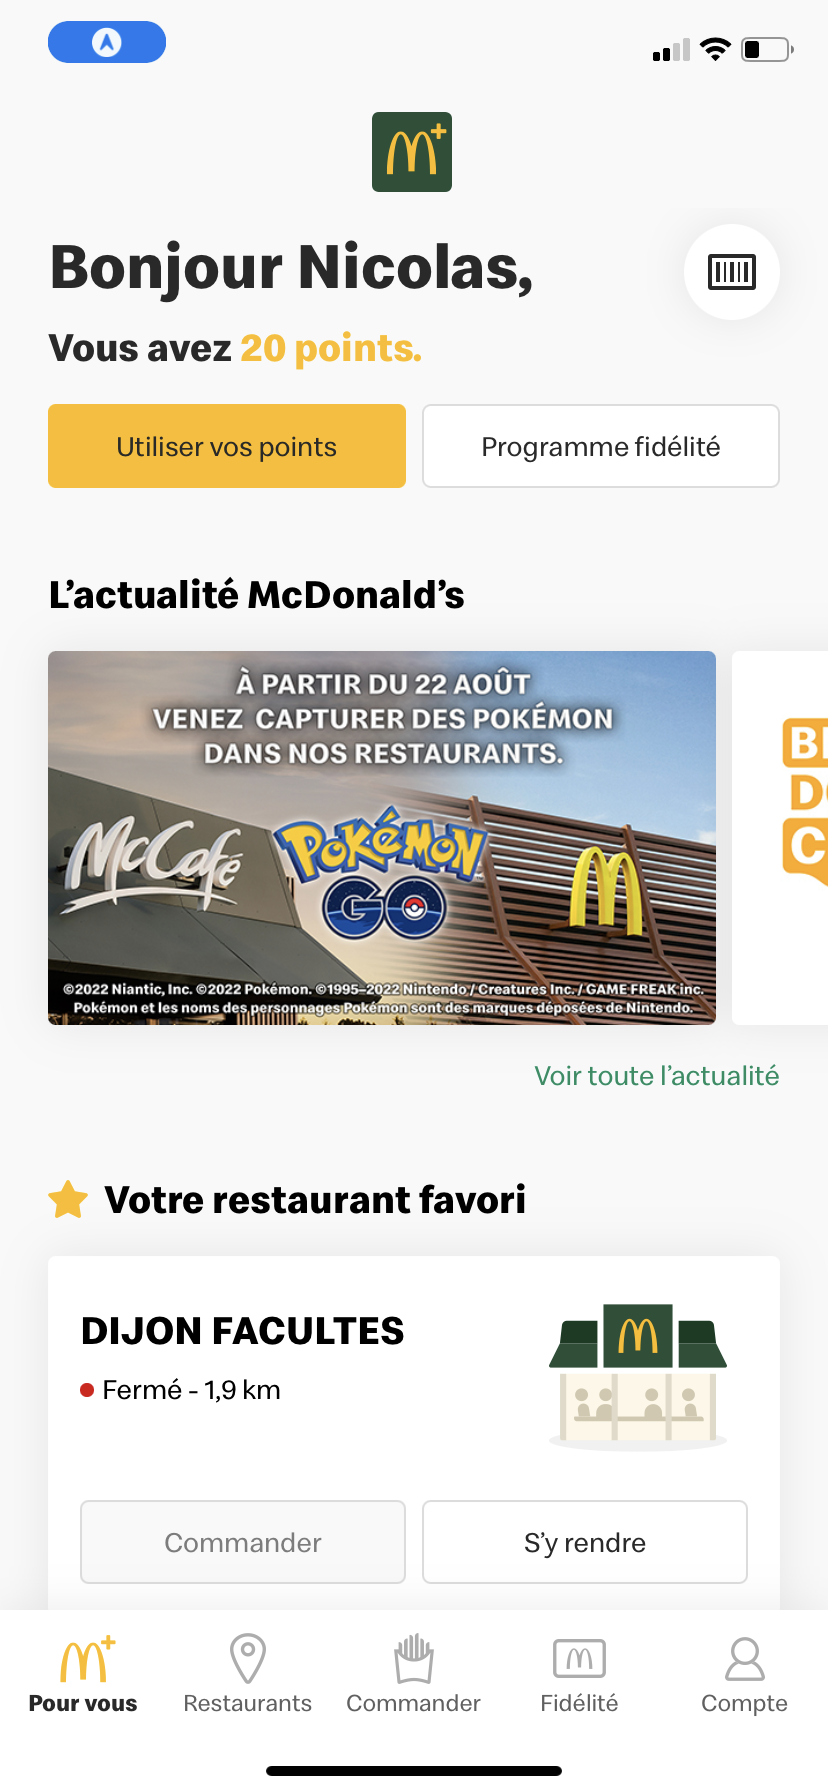 Bonjour Nicolas,
Vous avez 20 points.
Utiliser vos points
Programme fidélité
L’actualité McDonald’s
À PARTIR DU 22 AOÛT
VENEZ CAPTURER DES POKÉMON
DANS NOS RESTAURANTS.
McCafé
POKéMON
GO
©2022 Niantic, Inc. ©2022 Pokémon. ©1995–2022 Nintendo / Creatures Inc. / GAME FREAK inc.
Pokémon et les noms des personnages Pokémon sont des marques déposées de Nintendo.
Voir toute l’actualité
Votre restaurant favori
DIJON FACULTES
Fermé - 1,9 km
Commander
S’y rendre
Pour vous
Restaurants
Commander
Fidélité
Compte